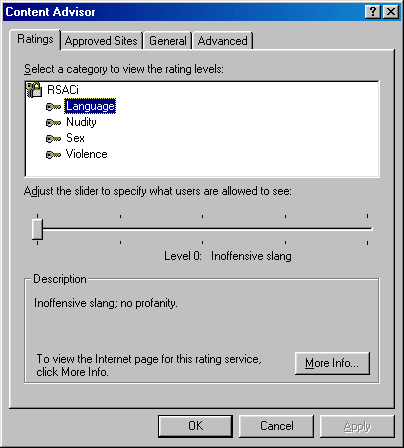 Content Advisor
Ratings Approved Sites General Advanced
Select a category to view the rating levels:
RSACi
Language
Nudity
Sex
Violence
Adjust the slider to specify what users are allowed to see:
Level 0: Inoffensive slang
Description
Inoffensive slang; no profanity.
To view the Internet page for this rating service,
click More Info.
More Info...
OK Cancel Apply